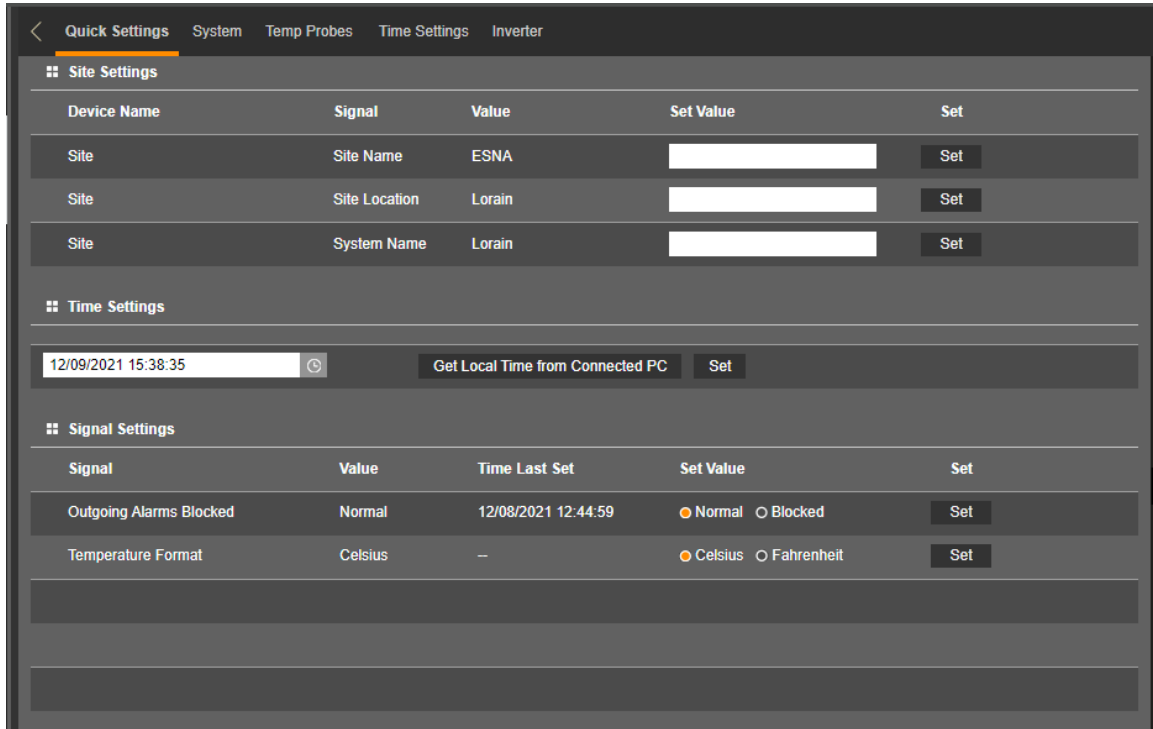 Quick Settings System Temp Probes Time Settings Inverter
Site Settings
Device Name Signal Value Set Value Set
Site Site Name ESNA Set
Site Site Location Lorain Set
Site System Name Lorain Set
Time Settings
12/09/2021 15:38:35 Get Local Time from Connected PC Set
Signal Settings
Signal Value Time Last Set Set Value Set
Outgoing Alarms Blocked Normal 12/08/2021 12:44:59 Normal Blocked Set
Temperature Format Celsius -- Celsius Fahrenheit Set